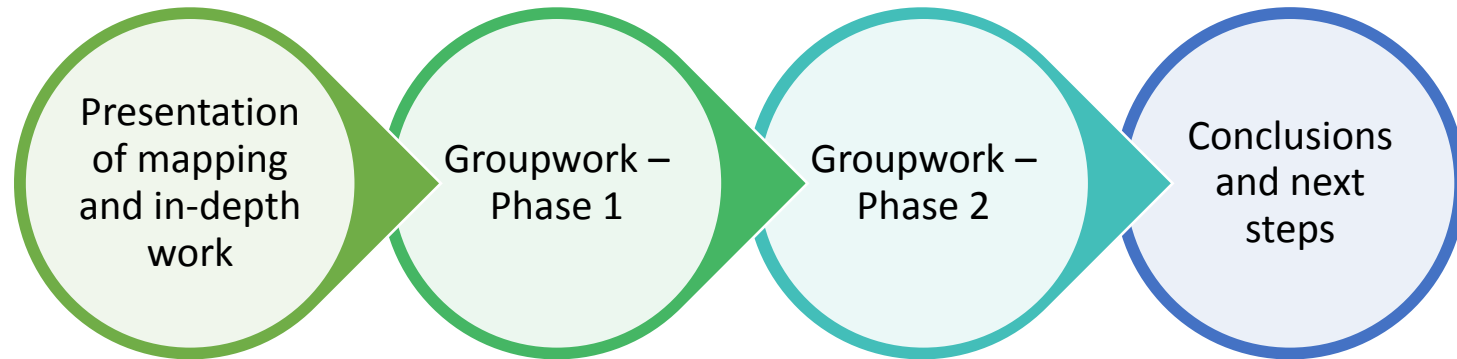 Presentation
of mapping
and in-depth
work
Groupwork –
Phase 1
Groupwork –
Phase 2
Conclusions
and next
steps